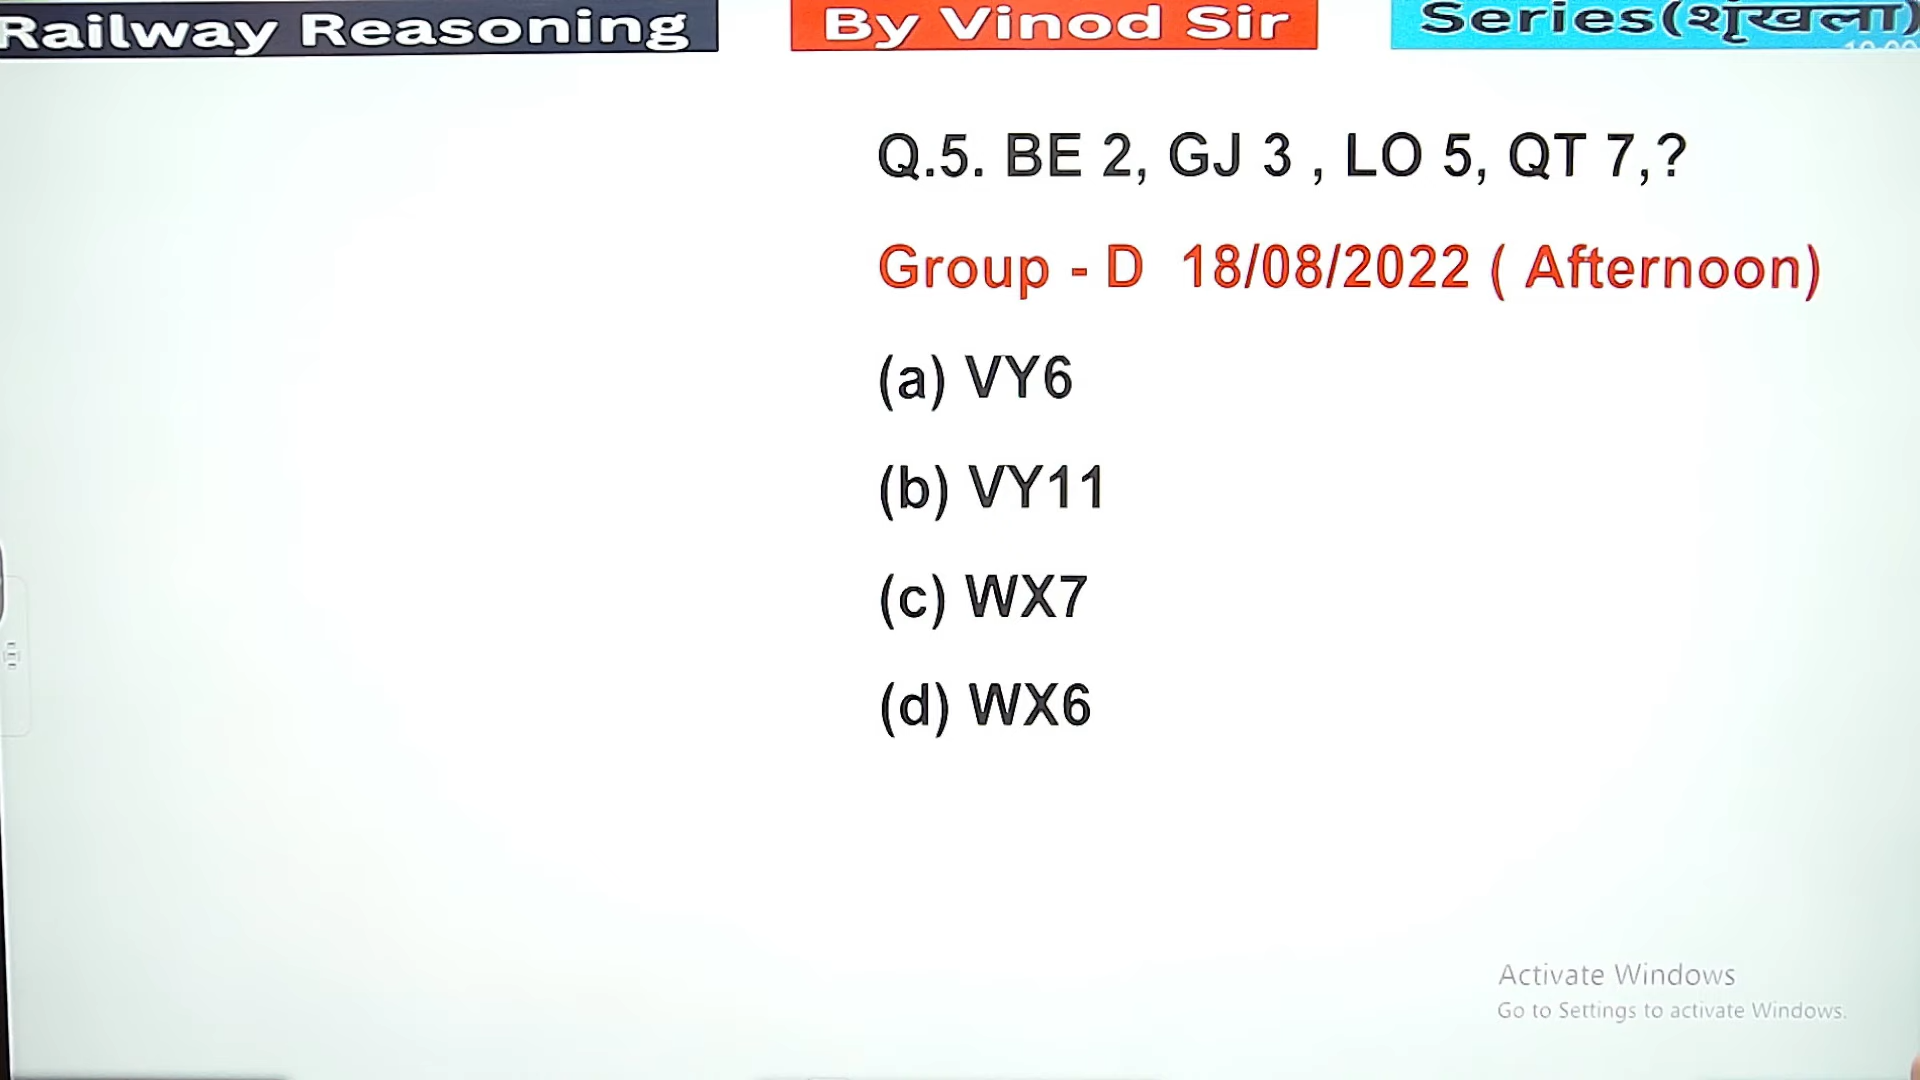 Railway Reasoning
By Vinod Sir
Series(शृंखला)
Q.5. BE 2, GJ 3 , LO 5, QT 7,?
Group - D 18/08/2022 ( Afternoon)
(a) VY6
(b) VY11
(c) WX7
(d) WX6
Activate Windows
Go to Settings to activate Windows.